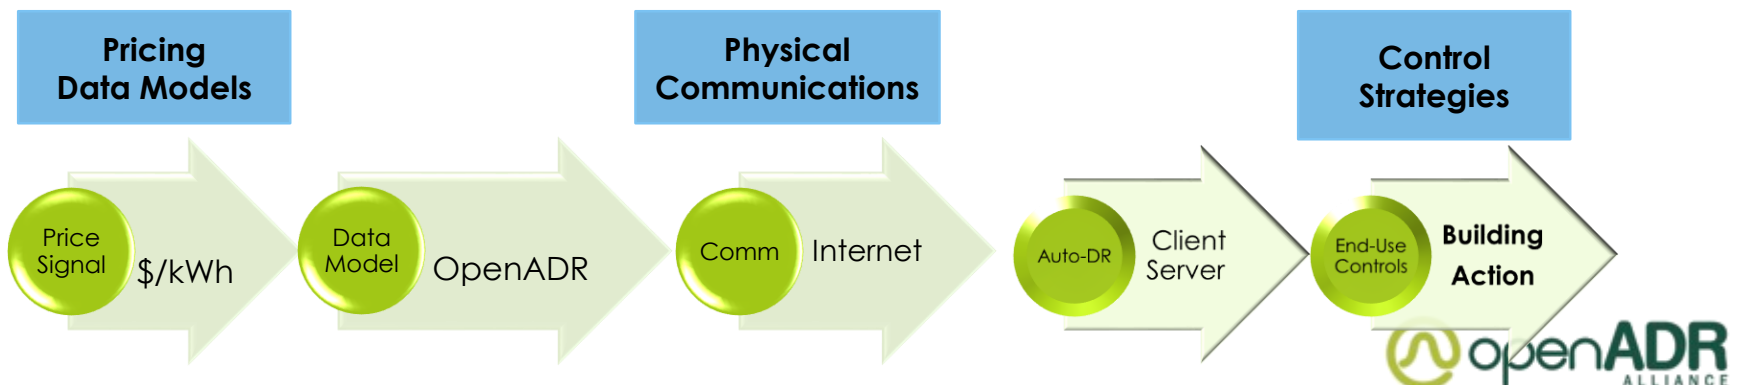 Pricing
Data Models
Physical
Communications
Control
Strategies
Price
Signal
$/kWh
Data
Model
OpenADR
Comm
Internet
Auto-DR
Client
Server
End-Use
Controls
Building
Action
openADR
ALLIANCE